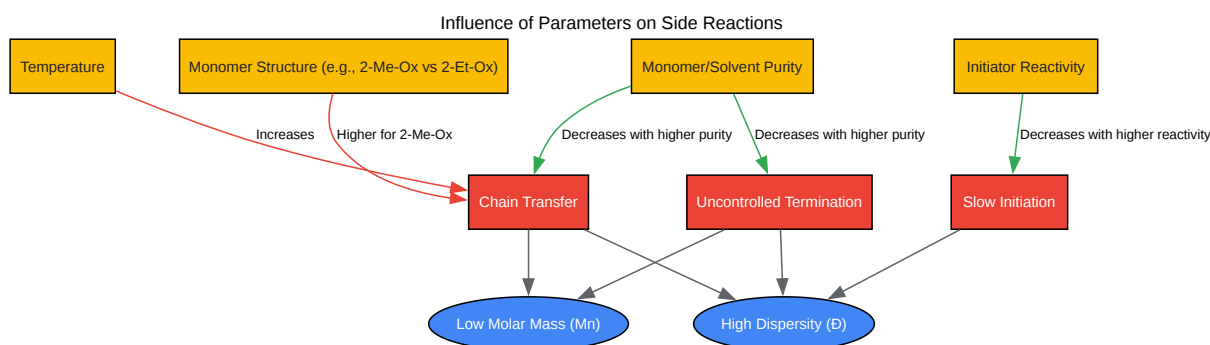 Influence of Parameters on Side Reactions
Temperature
Monomer Structure (e.g., 2-Me-Ox vs 2-Et-Ox)
Monomer/Solvent Purity
Initiator Reactivity
Increases
Higher for 2-Me-Ox
Decreases with higher purity
Decreases with higher purity
Decreases with higher reactivity
Chain Transfer
Uncontrolled Termination
Slow Initiation
Low Molar Mass (Mn)
High Dispersity (Đ)